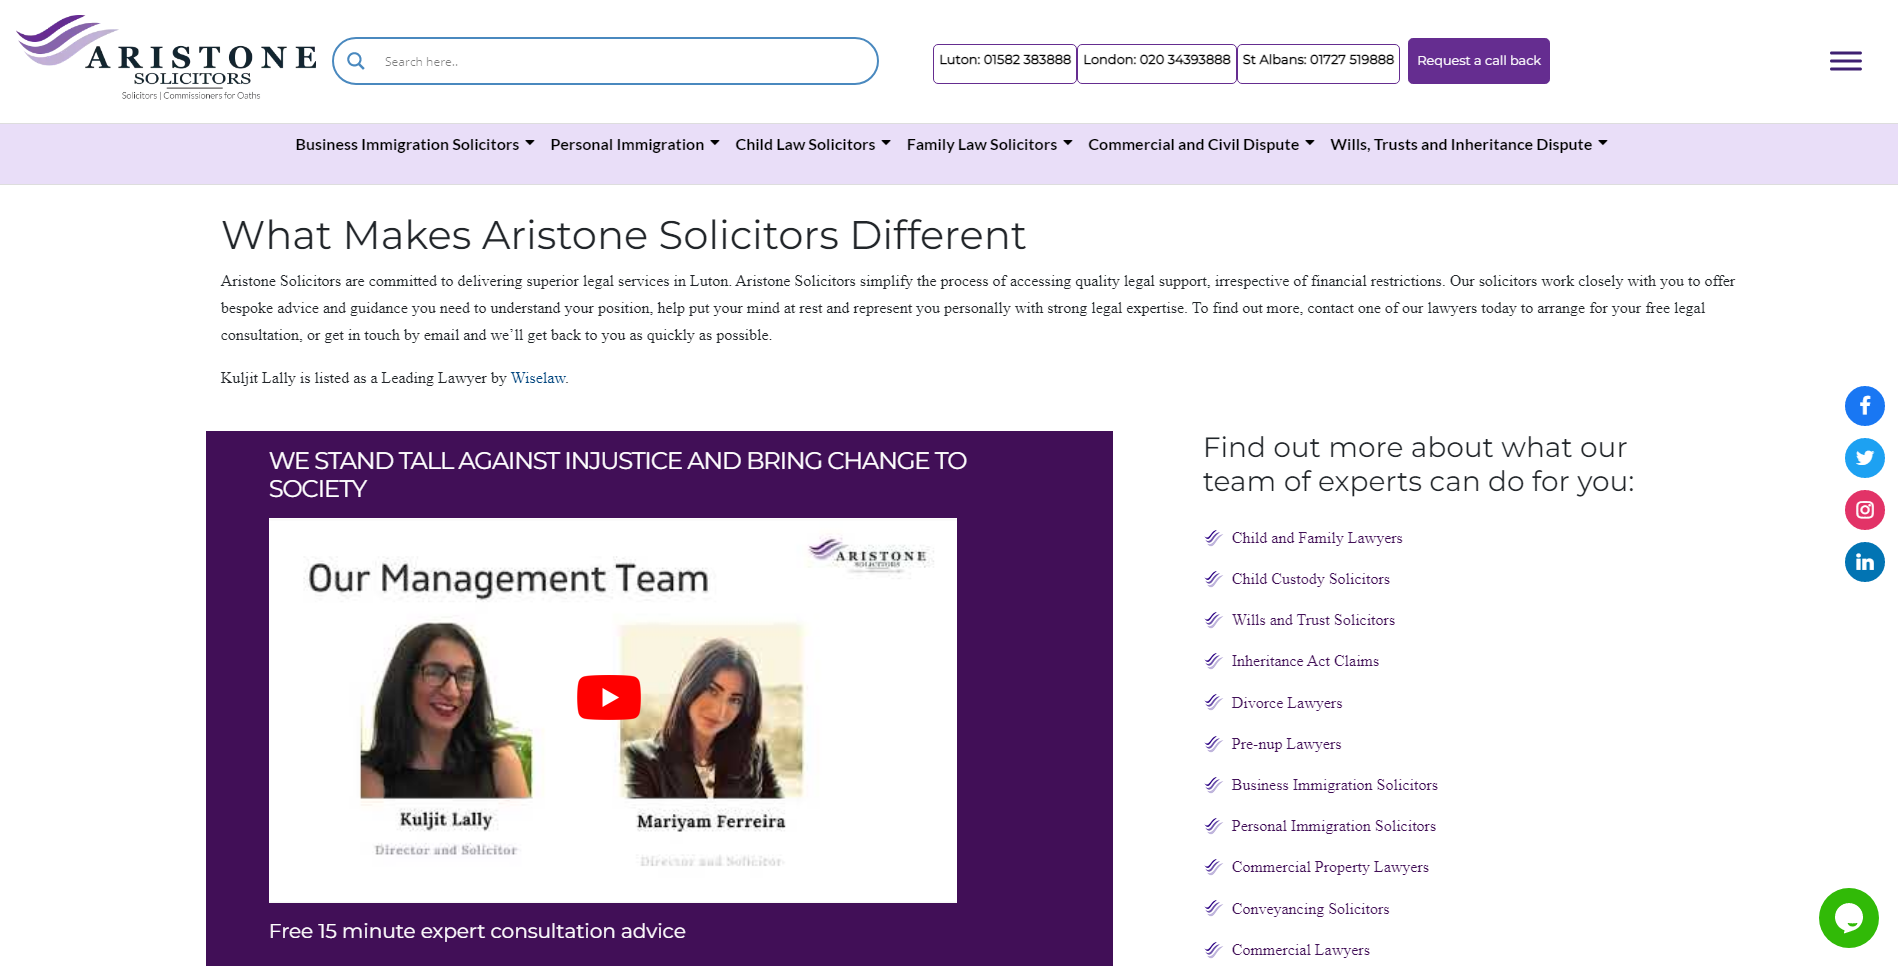 ARISTONE
SOLICITORS
Solicitors | Commissioners for Oaths
Search here..
Luton: 01582 383888
London: 020 34393888
St Albans: 01727 519888
Request a call back
Business Immigration Solicitors
Personal Immigration
Child Law Solicitors
Family Law Solicitors
Commercial and Civil Dispute
Wills, Trusts and Inheritance Dispute
What Makes Aristone Solicitors Different
Aristone Solicitors are committed to delivering superior legal services in Luton. Aristone Solicitors simplify the process of accessing quality legal support, irrespective of financial restrictions. Our solicitors work closely with you to offer
bespoke advice and guidance you need to understand your position, help put your mind at rest and represent you personally with strong legal expertise. To find out more, contact one of our lawyers today to arrange for your free legal
consultation, or get in touch by email and we’ll get back to you as quickly as possible.
Kuljit Lally is listed as a Leading Lawyer by Wiselaw.
WE STAND TALL AGAINST INJUSTICE AND BRING CHANGE TO
SOCIETY
ARISTONE
SOLICITORS
Our Management Team
Kuljit Lally
Director and Solicitor
Mariyam Ferreira
Director and Solicitor
Free 15 minute expert consultation advice
Find out more about what our
team of experts can do for you:
Child and Family Lawyers
Child Custody Solicitors
Wills and Trust Solicitors
Inheritance Act Claims
Divorce Lawyers
Pre-nup Lawyers
Business Immigration Solicitors
Personal Immigration Solicitors
Commercial Property Lawyers
Conveyancing Solicitors
Commercial Lawyers